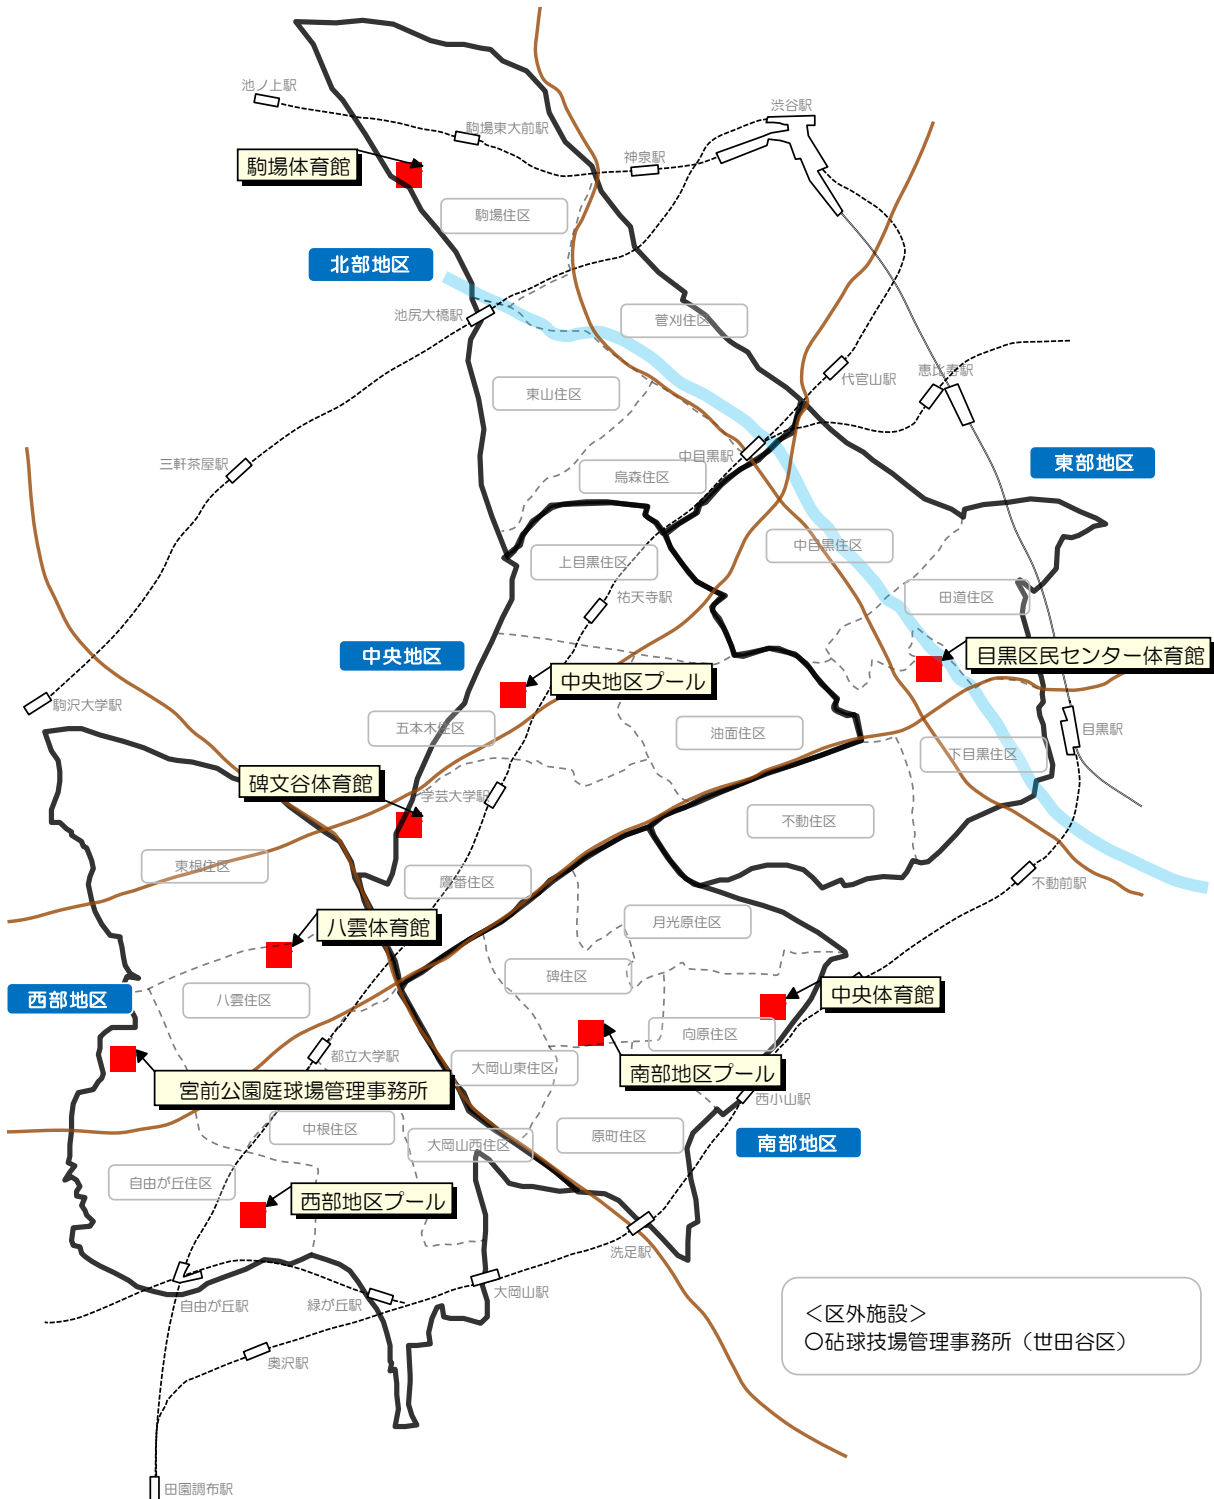 池ノ上駅
渋谷駅
駒場東大前駅
神泉駅
駒場体育館
駒場住区
北部地区
池尻大橋駅
菅刈住区
代官山駅
恵比寿駅
東山住区
中目黒駅
東部地区
三軒茶屋駅
烏森住区
中目黒住区
上目黒住区
祐天寺駅
田道住区
中央地区
目黒区民センター体育館
中央地区プール
駒沢大学駅
五本木住区
油面住区
目黒駅
下目黒住区
碑文谷体育館
学芸大学駅
不動住区
東根住区
鷹番住区
不動前駅
八雲体育館
月光原住区
碑住区
西部地区
八雲住区
中央体育館
向原住区
都立大学駅
大岡山東住区
南部地区プール
宮前公園庭球場管理事務所
西小山駅
中根住区
大岡山西住区
原町住区
南部地区
自由が丘住区
西部地区プール
洗足駅
大岡山駅
自由が丘駅
緑が丘駅
奥沢駅
＜区外施設＞
〇砧球技場管理事務所（世田谷区）
田園調布駅